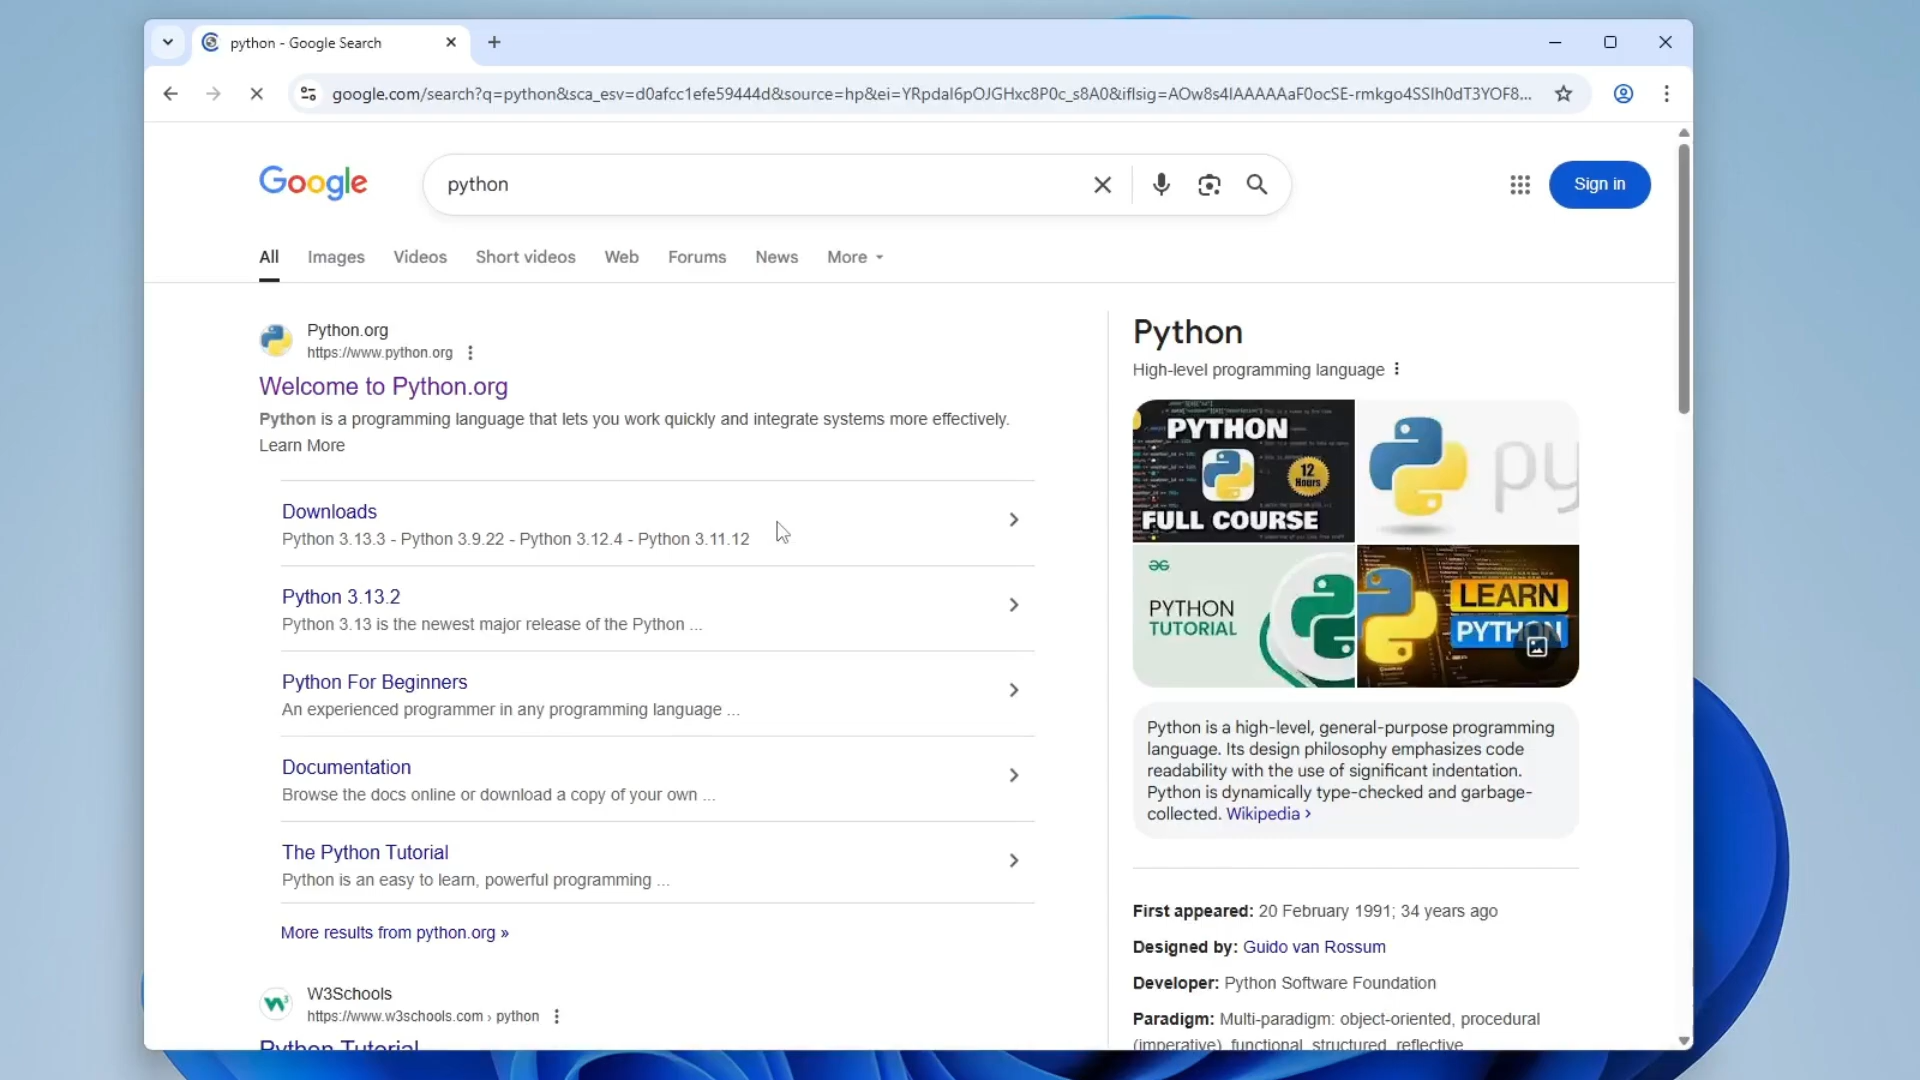 python - Google Search
google.com/search?q=python&sca_esv=d0afcc1efe59444d&source=hp&ei=YRpdaI6pOJGHxc8P0c_s8A0&iflsig=AOw8s4IAAAAAaF0ocSE-rmkgo4SSIh0dT3YOF8...
Google
python
Sign in
All Images Videos Short videos Web Forums News More
Python.org
https://www.python.org
Welcome to Python.org
Python is a programming language that lets you work quickly and integrate systems more effectively.
Learn More
Downloads
Python 3.13.3 - Python 3.9.22 - Python 3.12.4 - Python 3.11.12
Python 3.13.2
Python 3.13 is the newest major release of the Python ...
Python For Beginners
An experienced programmer in any programming language ...
Documentation
Browse the docs online or download a copy of your own ...
The Python Tutorial
Python is an easy to learn, powerful programming ...
More results from python.org »
W3Schools
https://www.w3schools.com › python
Python Tutorial
Python
High-level programming language
PYTHON
12
Hours
FULL COURSE
py
PYTHON
TUTORIAL
LEARN
PYTHON
Python is a high-level, general-purpose programming
language. Its design philosophy emphasizes code
readability with the use of significant indentation.
Python is dynamically type-checked and garbage-
collected. Wikipedia ›
First appeared: 20 February 1991; 34 years ago
Designed by: Guido van Rossum
Developer: Python Software Foundation
Paradigm: Multi-paradigm: object-oriented, procedural
(imperative), functional, structured, reflective